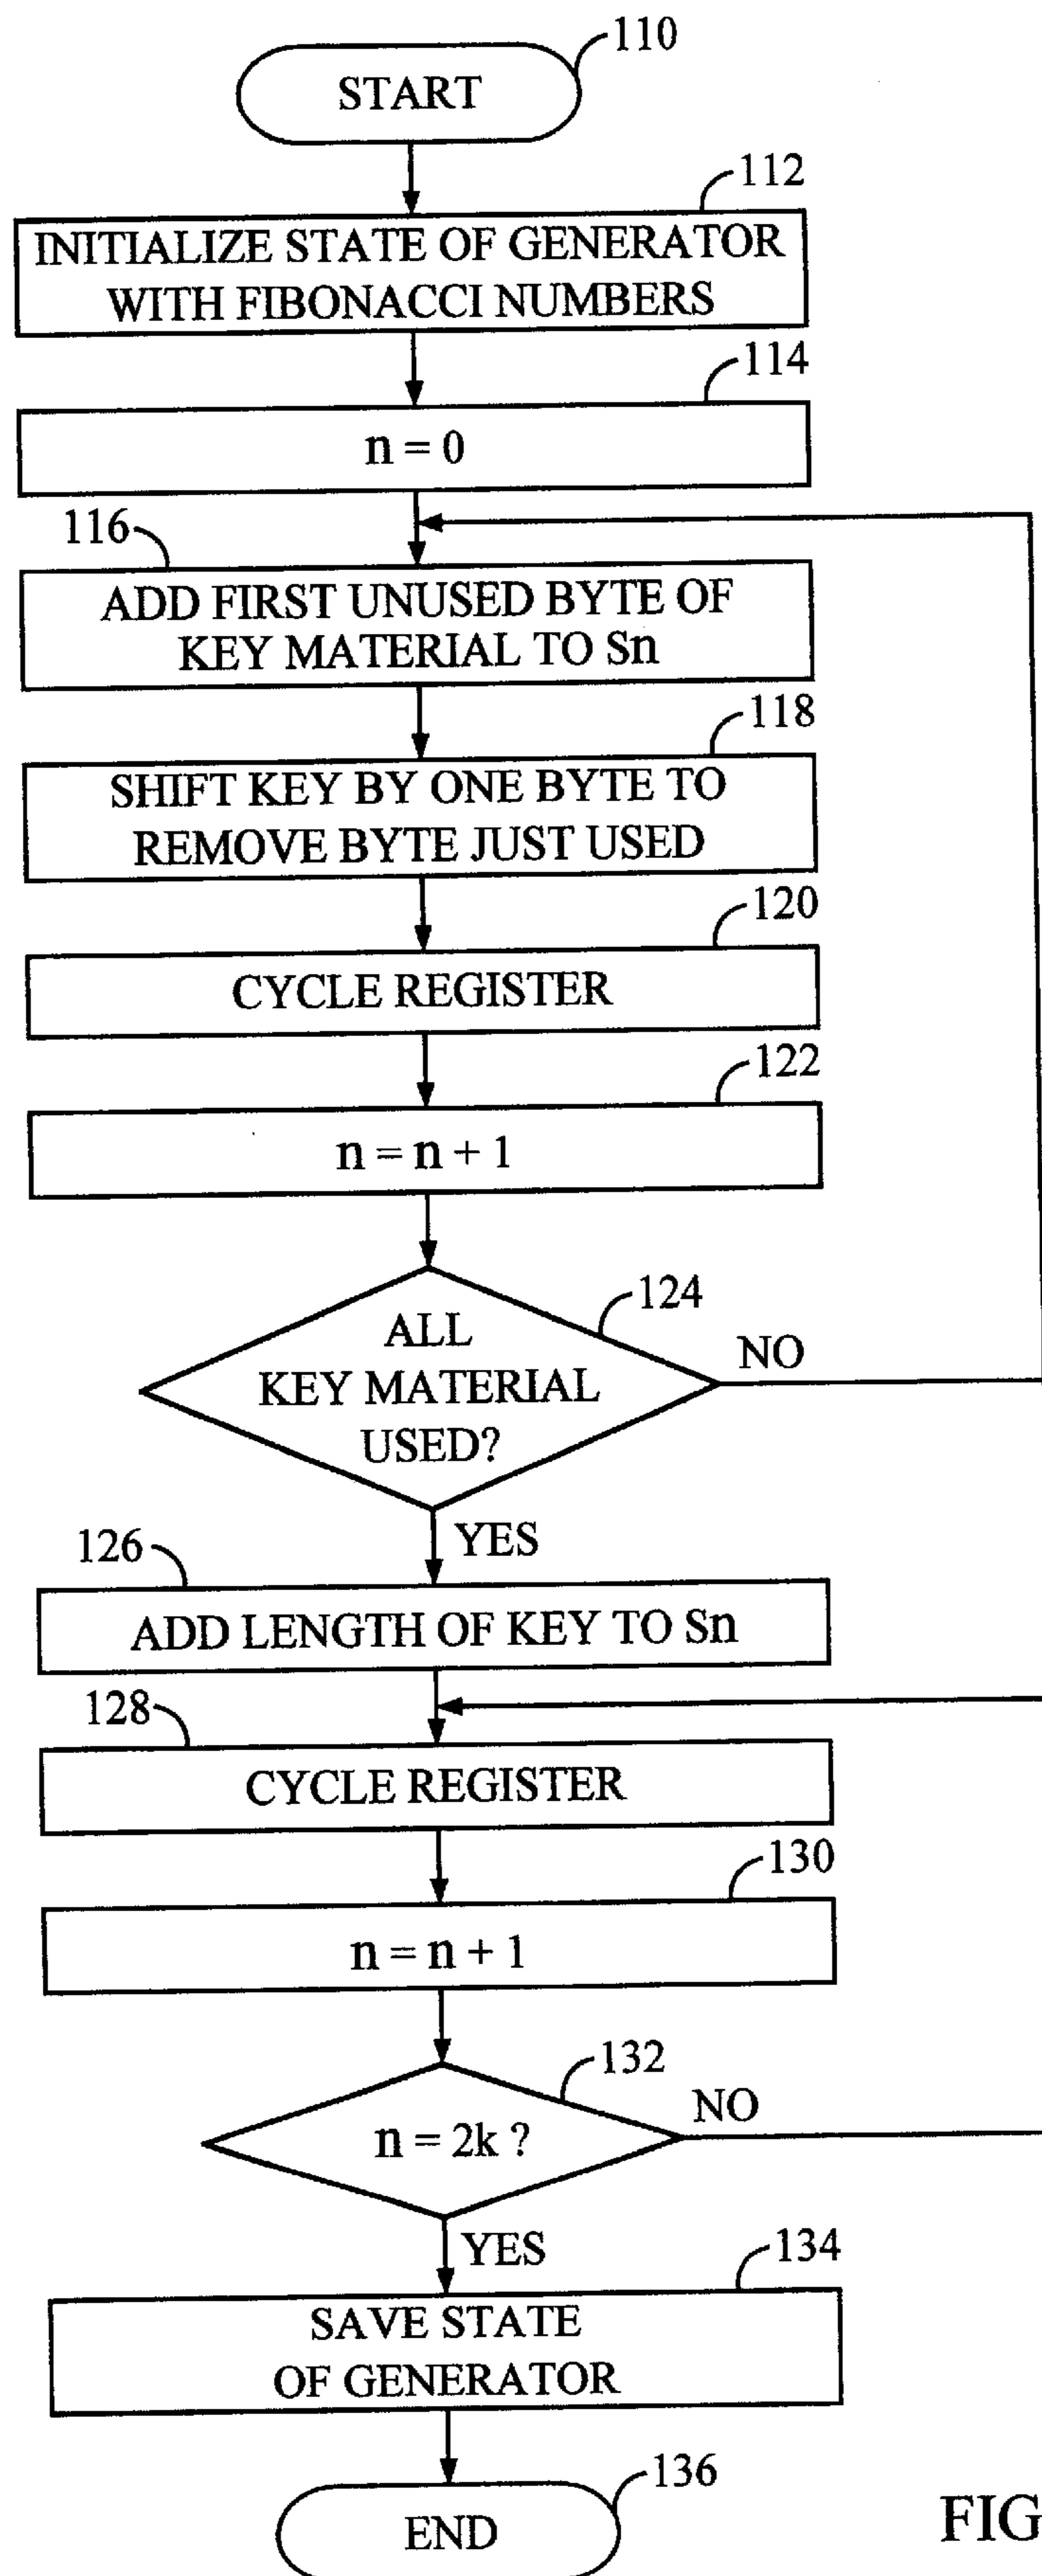 110
START
112
INITIALIZE STATE OF GENERATOR
WITH FIBONACCI NUMBERS
114
n = 0
116
ADD FIRST UNUSED BYTE OF
KEY MATERIAL TO Sn
118
SHIFT KEY BY ONE BYTE TO
REMOVE BYTE JUST USED
120
CYCLE REGISTER
122
n = n + 1
124
ALL
KEY MATERIAL
USED?
NO
YES
126
ADD LENGTH OF KEY TO Sn
128
CYCLE REGISTER
130
n = n + 1
132
n = 2k ?
NO
YES
134
SAVE STATE
OF GENERATOR
136
END
FIG